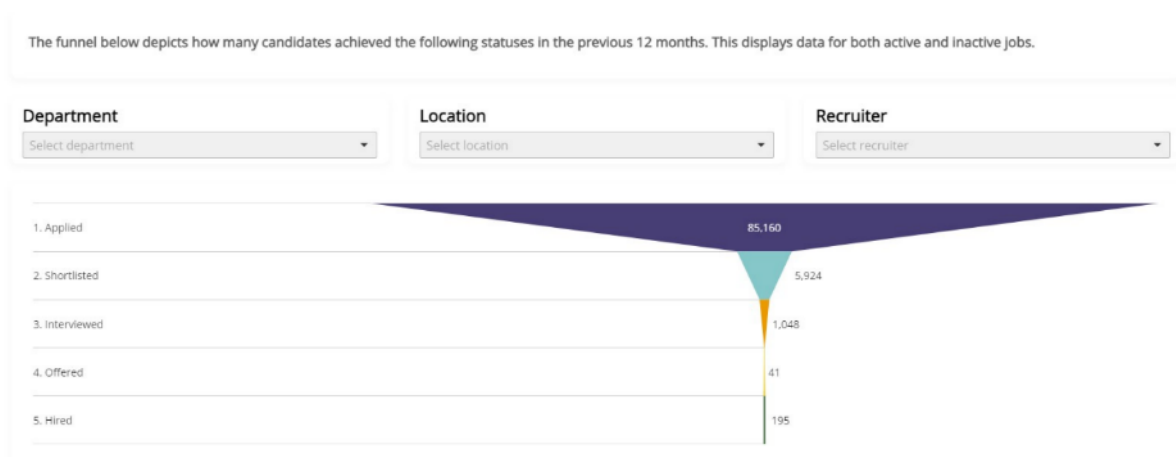 The funnel below depicts how many candidates achieved the following statuses in the previous 12 months. This displays data for both active and inactive jobs.
Department
Location
Recruiter
Select department
Select location
Select recruiter
1. Applied
85,160
2. Shortlisted
5,924
3. Interviewed
1,048
4. Offered
41
5. Hired
195